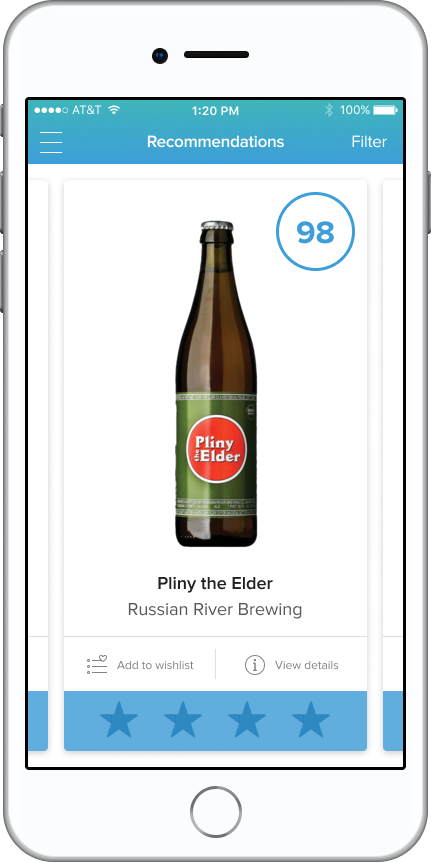 AT&T 1:20 PM 100%
Recommendations Filter
98
Pliny
the Elder
Pliny the Elder
Russian River Brewing
Add to wishlist View details